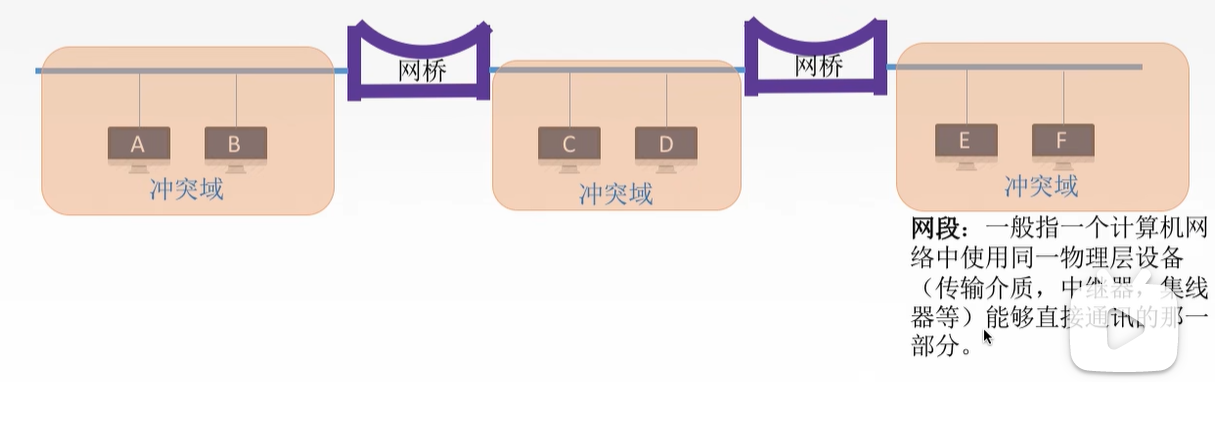 网桥
网桥
A
B
C
D
E
F
冲突域
冲突域
冲突域
网段：一般指一个计算机网
络中使用同一物理层设备
（传输介质，中继器，集线
器等）能够直接通讯的那一
部分。